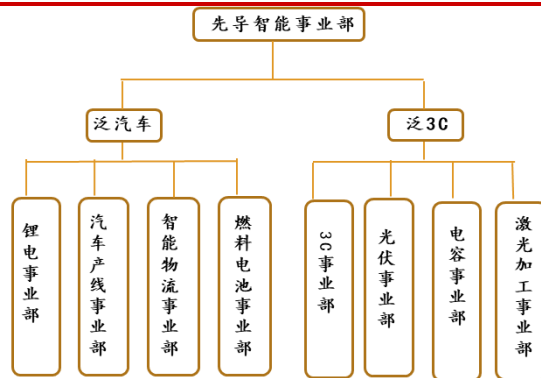 先导智能事业部
泛汽车
泛3C
锂电事业部
汽车产线事业部
智能物流事业部
燃料电池事业部
3C事业部
光伏事业部
电容事业部
激光加工事业部